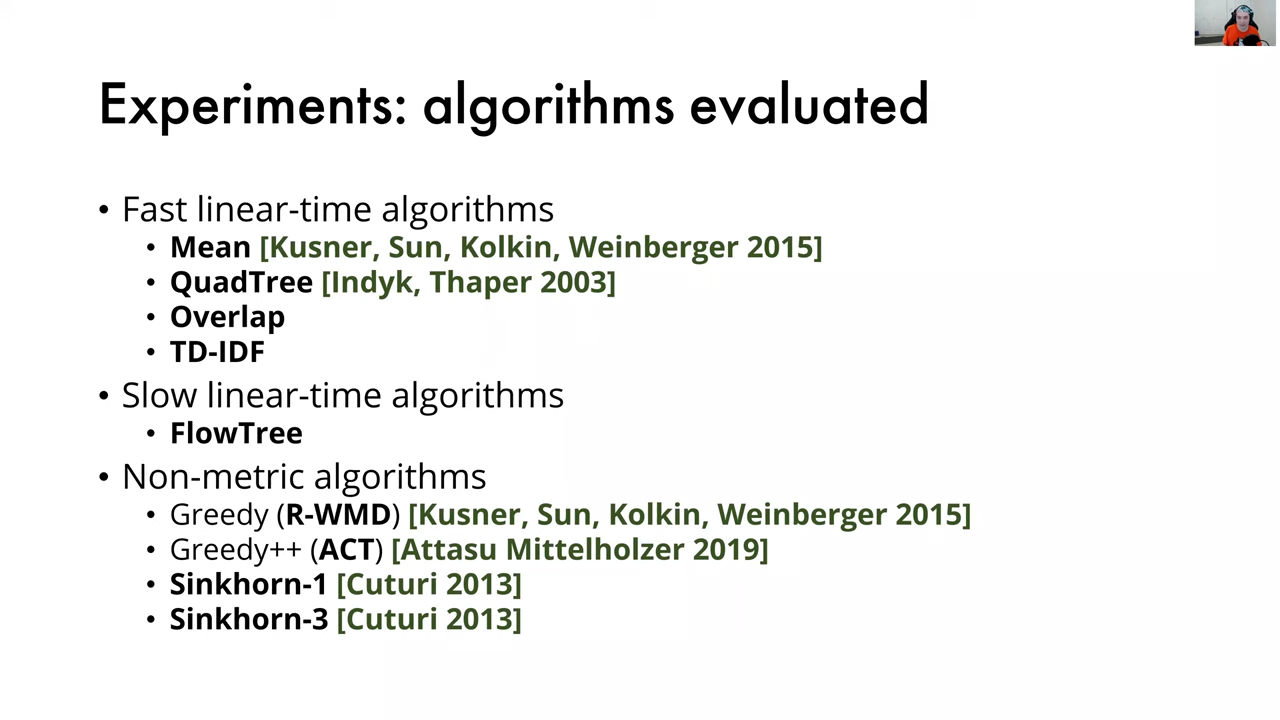 Experiments: algorithms evaluated
• Fast linear-time algorithms
• Mean [Kusner, Sun, Kolkin, Weinberger 2015]
• QuadTree [Indyk, Thaper 2003]
• Overlap
• TD-IDF
• Slow linear-time algorithms
• FlowTree
• Non-metric algorithms
• Greedy (R-WMD) [Kusner, Sun, Kolkin, Weinberger 2015]
• Greedy++ (ACT) [Attasu Mittelholzer 2019]
• Sinkhorn-1 [Cuturi 2013]
• Sinkhorn-3 [Cuturi 2013]